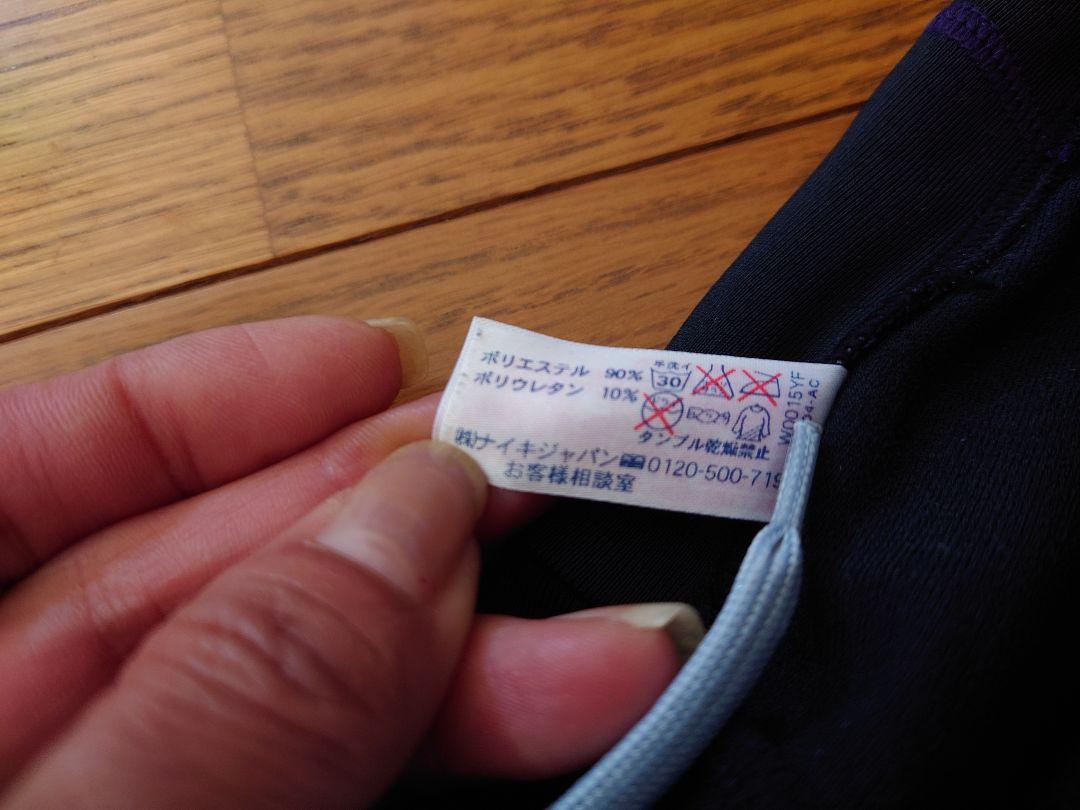 ポリエステル 90%
ポリウレタン 10%
手洗イ
30
タンブル乾燥禁止
㈱ナイキジャパン 0120-500-719
お客様相談室
W0015YF
04-AC